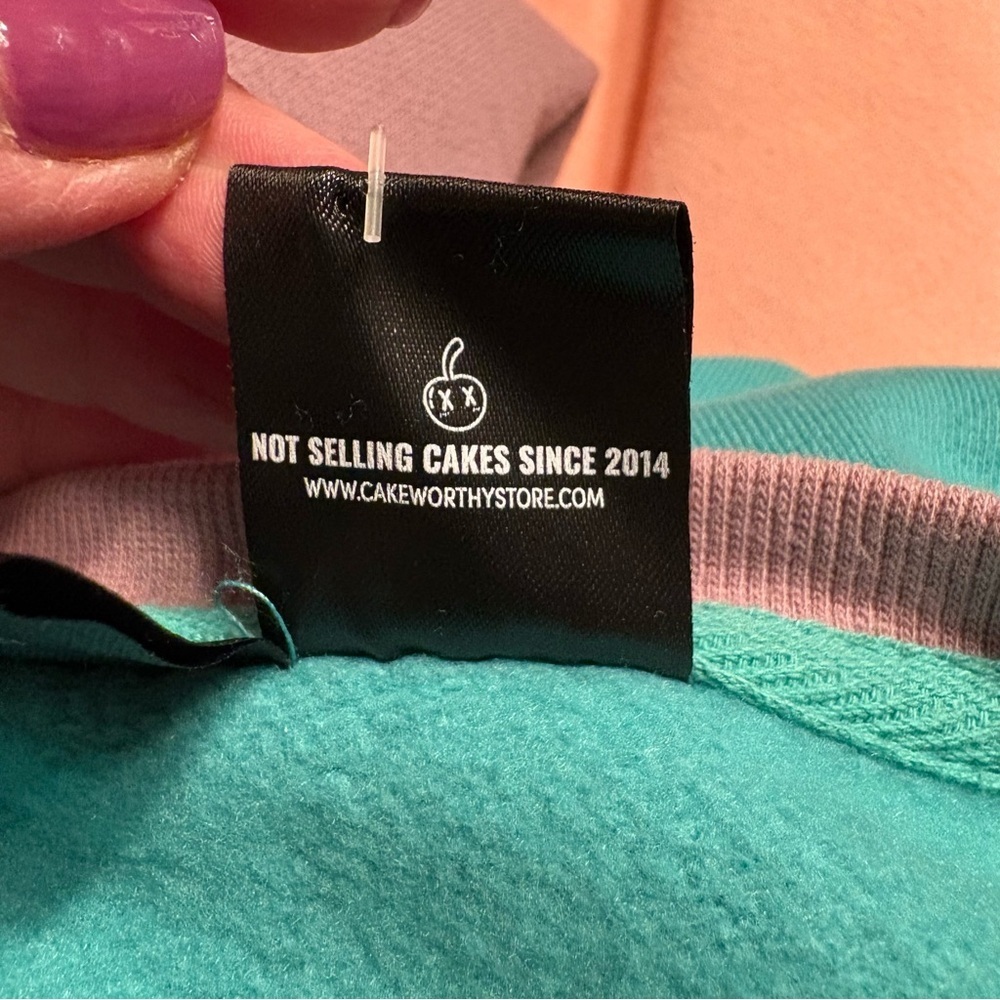 NOT SELLING CAKES SINCE 2014
WWW.CAKEWORTHYSTORE.COM